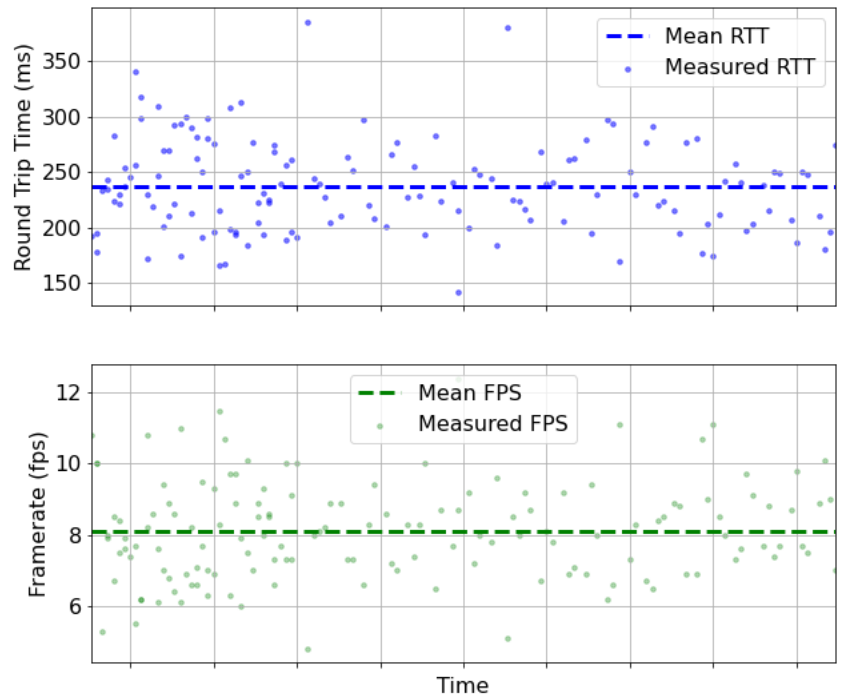 350
300
250
200
150
Round Trip Time (ms)
Mean RTT
Measured RTT
12
10
8
6
Framerate (fps)
Mean FPS
Measured FPS
Time